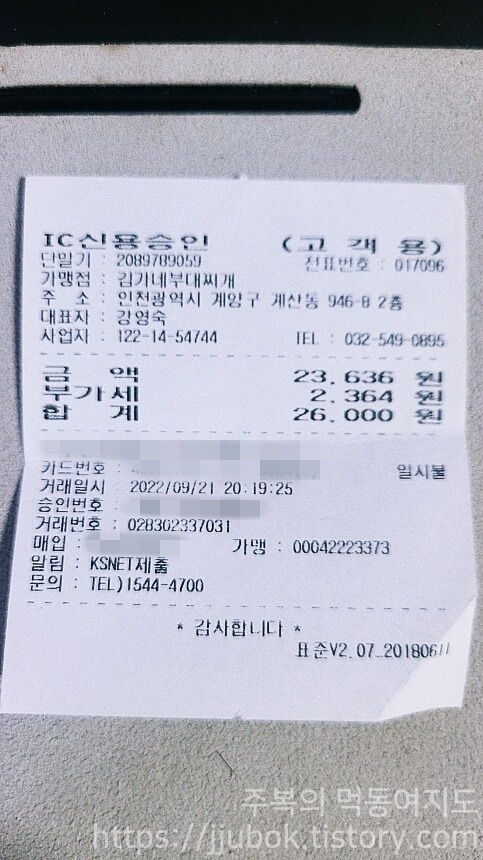 IC신용승인 (고 객 용)
단말기 : 2089789059 전표번호 : 017096
가맹점 : 김가네부대찌개
주 소 : 인천광역시 계양구 계산동 946-8 2층
대표자 : 강영숙
사업자 : 122-14-54744 TEL : 032-549-0895
금 액 23,636 원
부가세 2,364 원
합 계 26,000 원
카드번호 : 일시불
거래일시 : 2022/09/21 20:19:25
승인번호 :
거래번호 : 028302337031
매입 : 가맹 : 00042223373
알림 : KSNET제출
문의 : TEL)1544-4700
* 감사합니다 *
표준V2.07_20180611
주복의 먹동여지도
https://jjubok.tistory.com